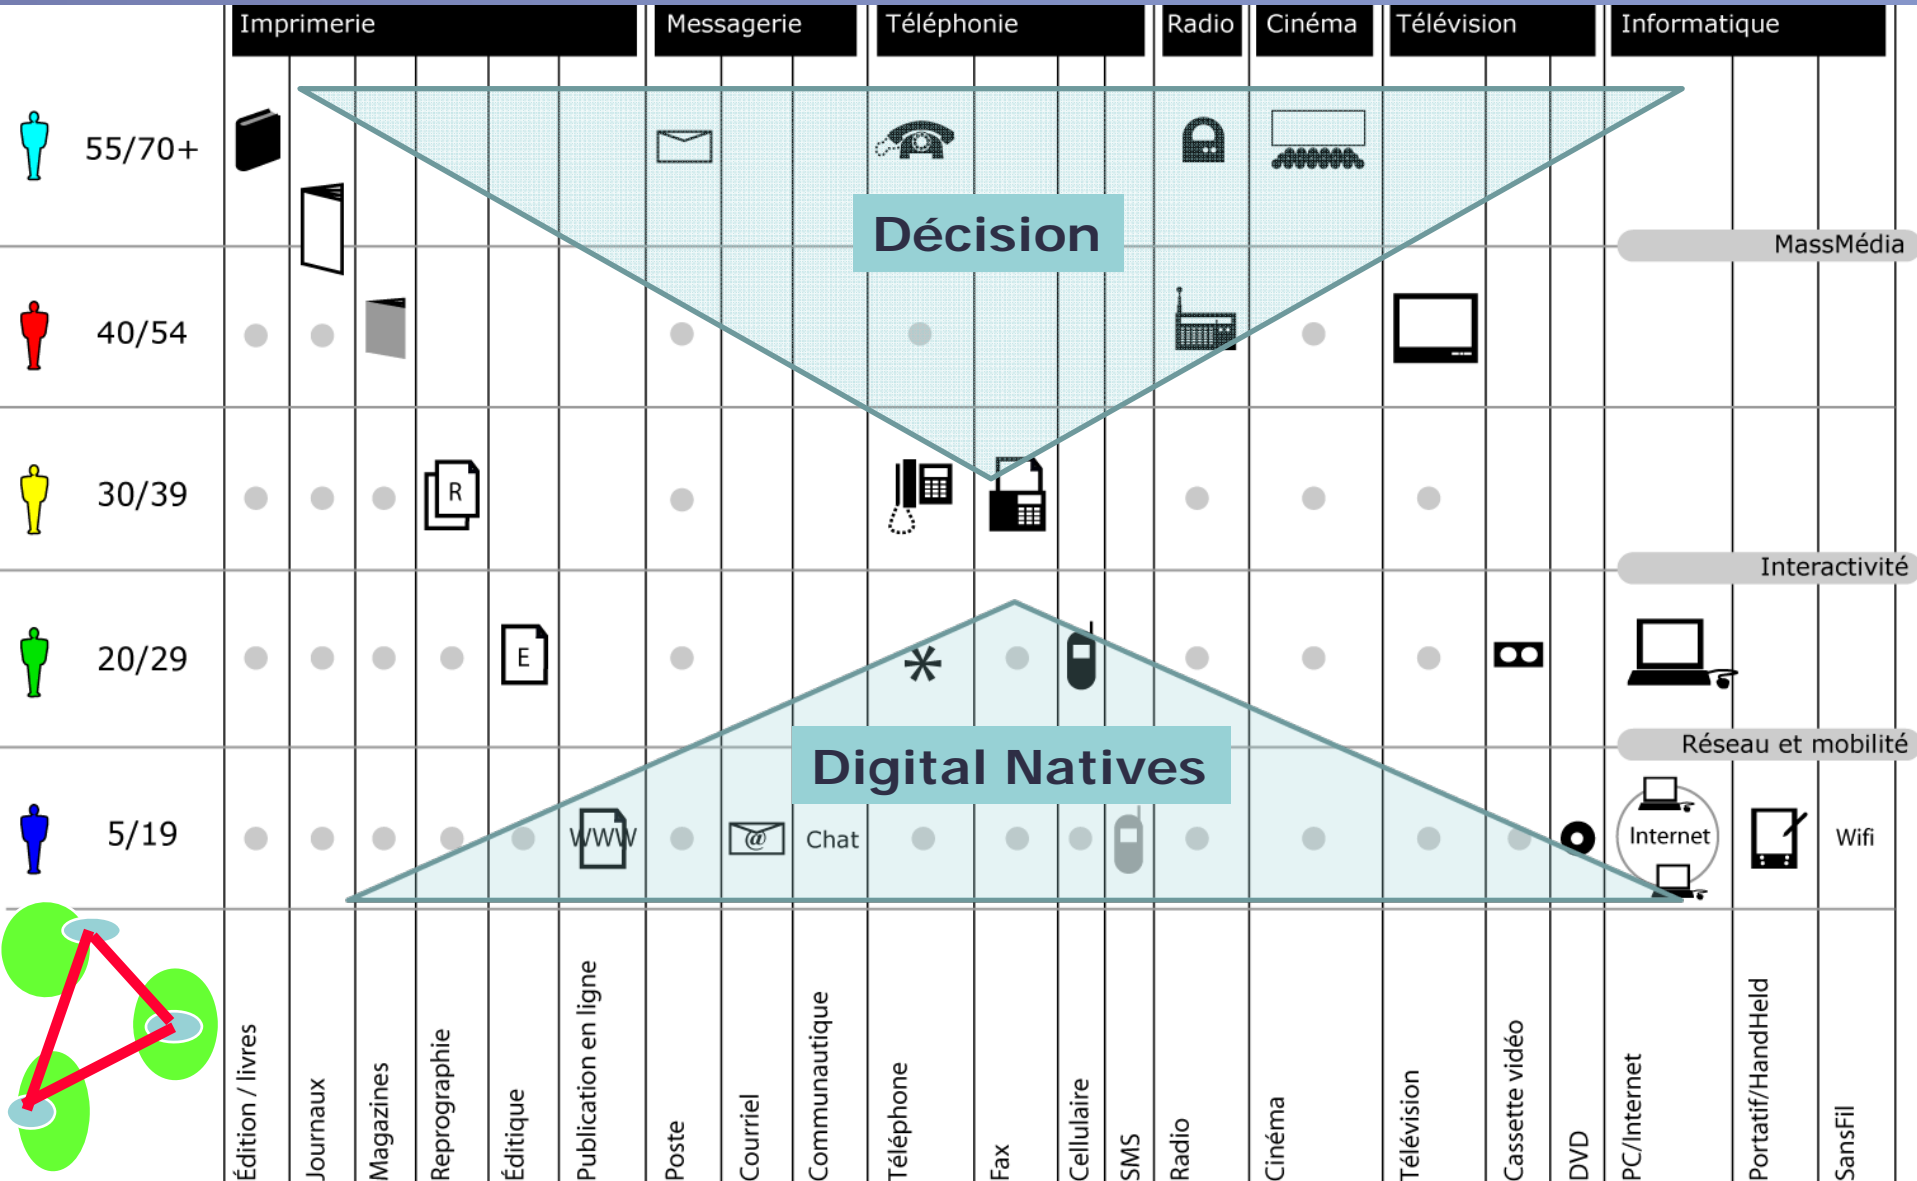 Imprimerie
Messagerie
Téléphonie
Radio
Cinéma
Télévision
Informatique
55/70+
Décision
MassMédia
40/54
30/39
R
Interactivité
20/29
E
*
Réseau et mobilité
Digital Natives
5/19
WWW
@
Chat
Internet
Wifi
Édition / livres
Journaux
Magazines
Reprographie
Éditique
Publication en ligne
Poste
Courriel
Communautique
Téléphone
Fax
Cellulaire
SMS
Radio
Cinéma
Télévision
Cassette vidéo
DVD
PC/Internet
Portatif/HandHeld
SansFil